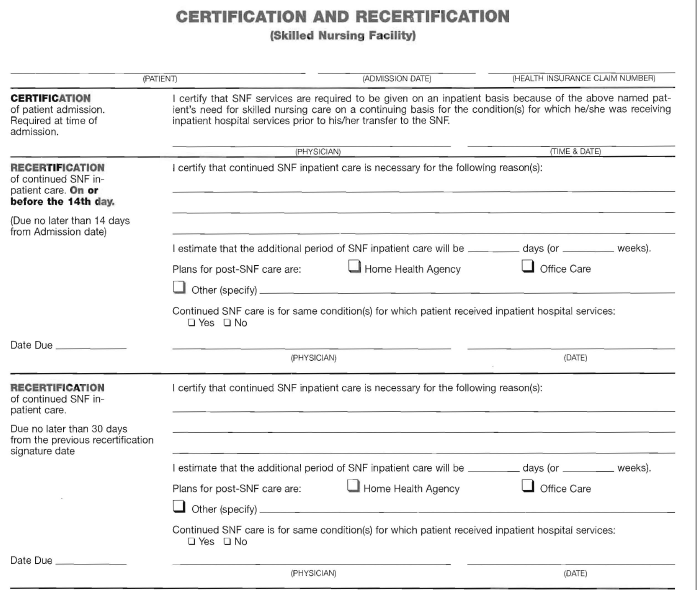 CERTIFICATION AND RECERTIFICATION
(Skilled Nursing Facility)
(PATIENT) (ADMISSION DATE) (HEALTH INSURANCE CLAIM NUMBER)
CERTIFICATION
of patient admission.
Required at time of
admission.
I certify that SNF services are required to be given on an inpatient basis because of the above named pat-
ient's need for skilled nursing care on a continuing basis for the condition(s) for which he/she was receiving
inpatient hospital services prior to his/her transfer to the SNF.
(PHYSICIAN) (TIME & DATE)
RECERTIFICATION
of continued SNF in-
patient care. On or
before the 14th day.
(Due no later than 14 days
from Admission date)
I certify that continued SNF inpatient care is necessary for the following reason(s):
I estimate that the additional period of SNF inpatient care will be ________ days (or ________ weeks).
Plans for post-SNF care are: ❑ Home Health Agency ❑ Office Care
❑ Other (specify)
Continued SNF care is for same condition(s) for which patient received inpatient hospital services:
❑ Yes ❑ No
Date Due ____________
(PHYSICIAN) (DATE)
RECERTIFICATION
of continued SNF in-
patient care.
Due no later than 30 days
from the previous recertification
signature date
I certify that continued SNF inpatient care is necessary for the following reason(s):
I estimate that the additional period of SNF inpatient care will be ________ days (or ________ weeks).
Plans for post-SNF care are: ❑ Home Health Agency ❑ Office Care
❑ Other (specify)
Continued SNF care is for same condition(s) for which patient received inpatient hospital services:
❑ Yes ❑ No
Date Due ____________
(PHYSICIAN) (DATE)